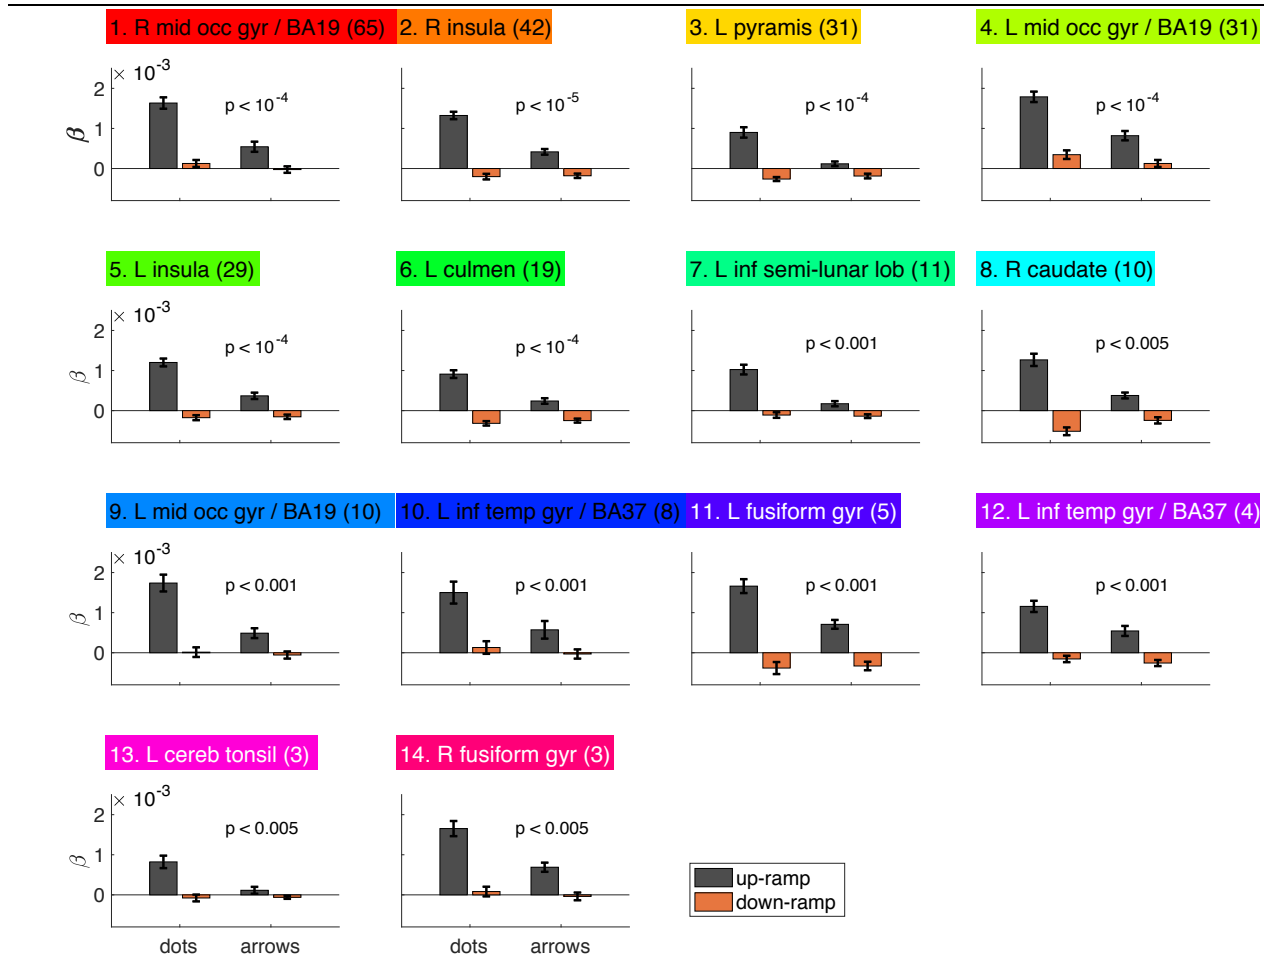 1. R mid occ gyr / BA19 (65) 2. R insula (42) 3. L pyramis (31) 4. L mid occ gyr / BA19 (31)
× 10⁻³
2
1
0
β
p < 10⁻⁴
p < 10⁻⁵
p < 10⁻⁴
p < 10⁻⁴
5. L insula (29) 6. L culmen (19) 7. L inf semi-lunar lob (11) 8. R caudate (10)
× 10⁻³
2
1
0
β
p < 10⁻⁴
p < 10⁻⁴
p < 0.001
p < 0.005
9. L mid occ gyr / BA19 (10) 10. L inf temp gyr / BA37 (8) 11. L fusiform gyr (5) 12. L inf temp gyr / BA37 (4)
× 10⁻³
2
1
0
β
p < 0.001
p < 0.001
p < 0.001
p < 0.001
13. L cereb tonsil (3) 14. R fusiform gyr (3)
× 10⁻³
2
1
0
β
p < 0.005
p < 0.005
dots arrows dots arrows
up-ramp
down-ramp